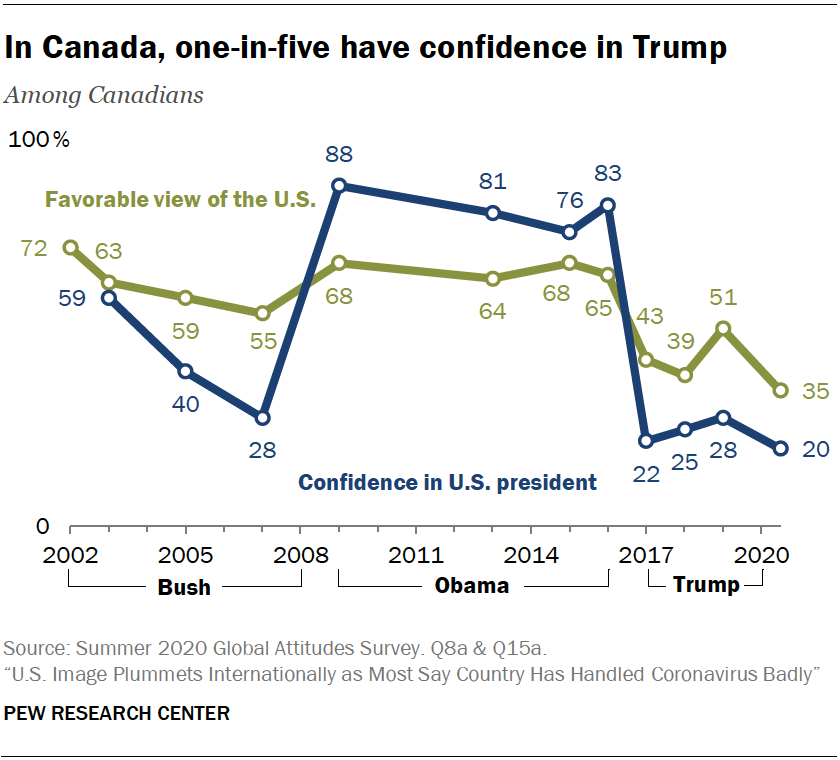 In Canada, one-in-five have confidence in Trump
Among Canadians
100%
88
81
76
83
Favorable view of the U.S.
72
63
59
59
40
55
28
68
64
68
65
43
39
51
35
22
25
28
20
Confidence in U.S. president
0
2002 2005 2008 2011 2014 2017 2020
Bush Obama Trump
Source: Summer 2020 Global Attitudes Survey. Q8a & Q15a.
“U.S. Image Plummets Internationally as Most Say Country Has Handled Coronavirus Badly”
PEW RESEARCH CENTER